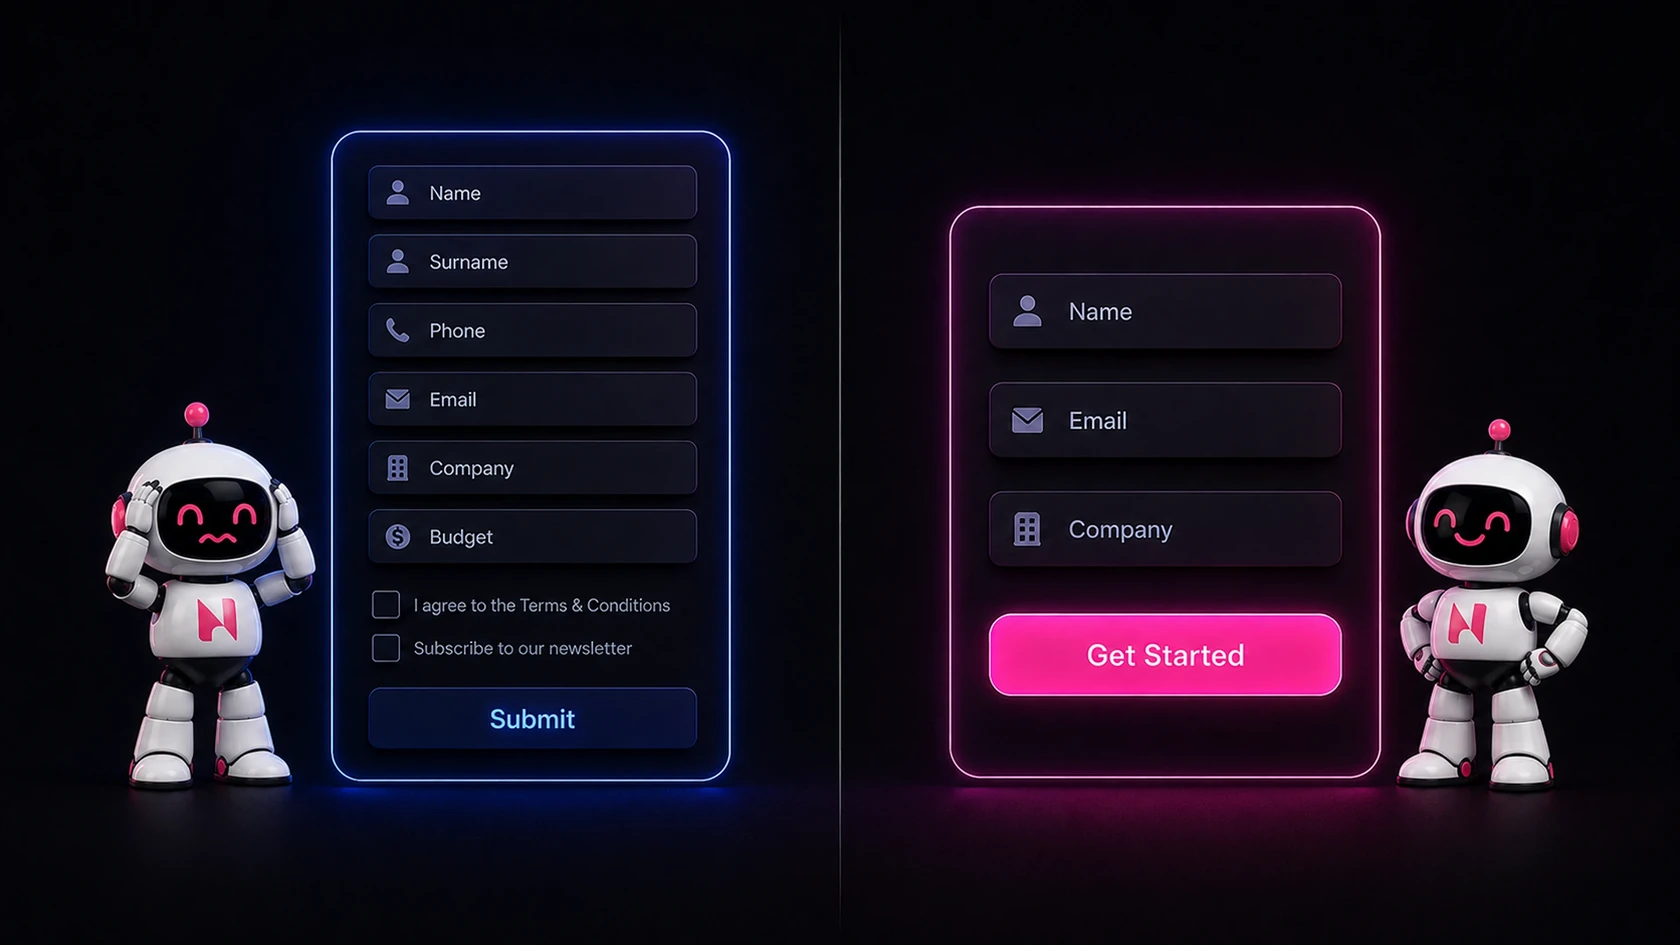 Name
Surname
Phone
Email
Company
Budget
I agree to the Terms & Conditions
Subscribe to our newsletter
Submit
Name
Email
Company
Get Started
N
N